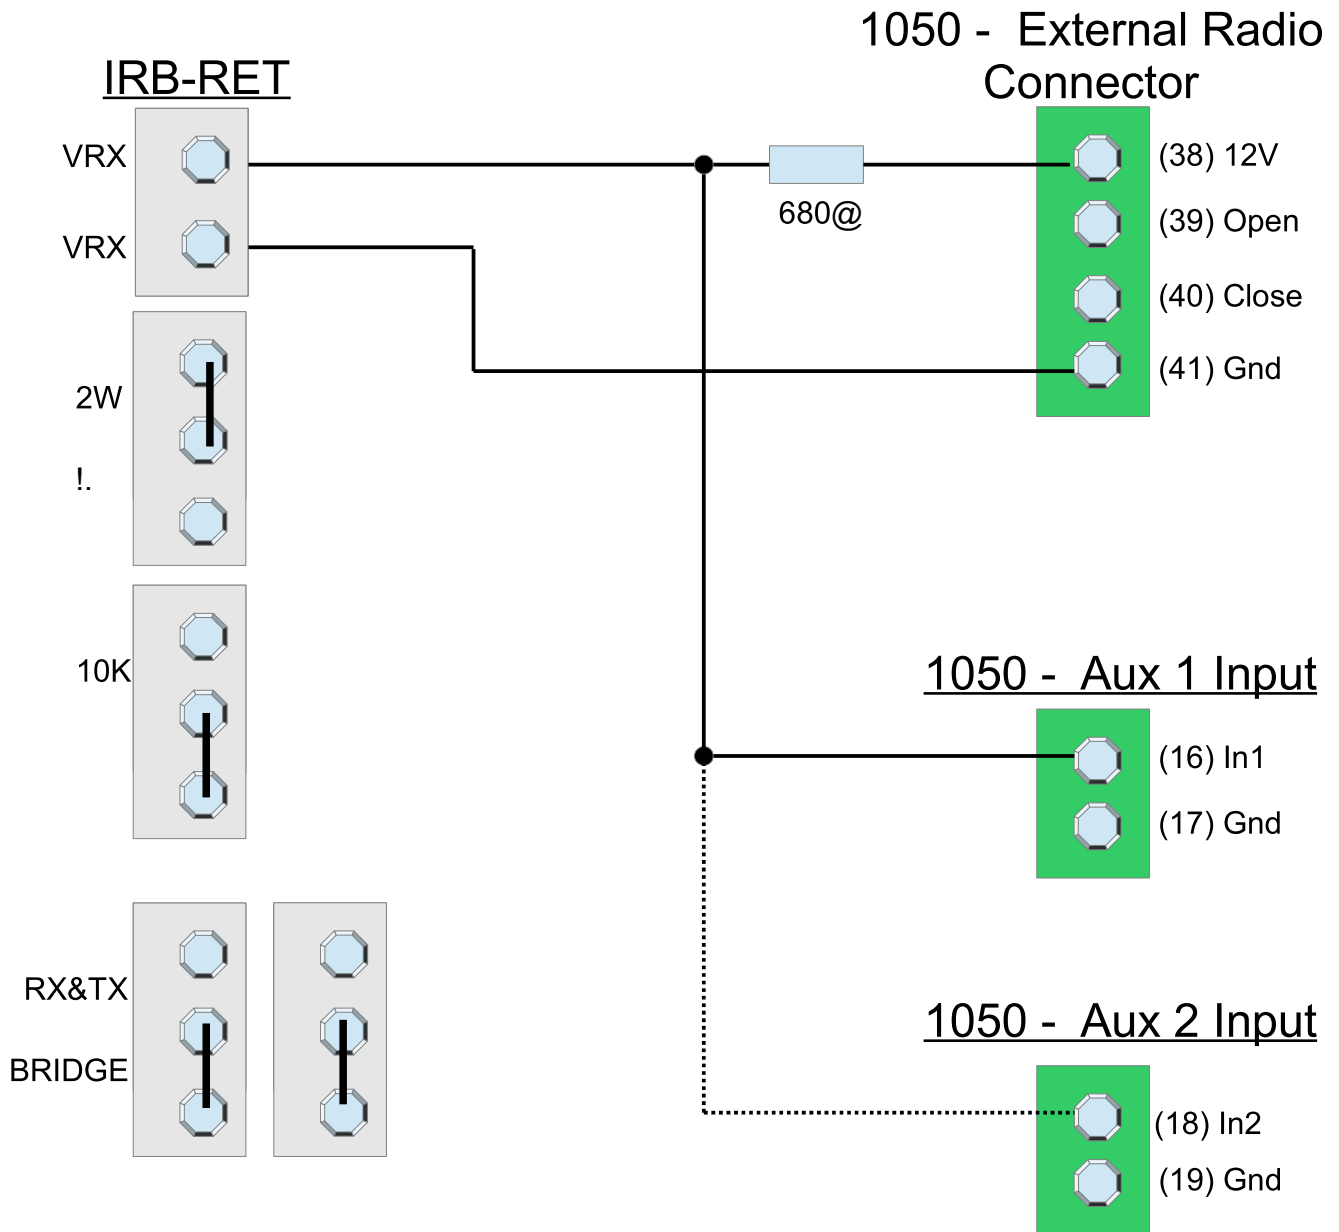 1050 - External Radio
Connector
IRB-RET
VRX
(38) 12V
680@
(39) Open
VRX
(40) Close
(41) Gnd
2W
!.
10K
1050 - Aux 1 Input
(16) In1
(17) Gnd
RX&TX
BRIDGE
1050 - Aux 2 Input
(18) In2
(19) Gnd